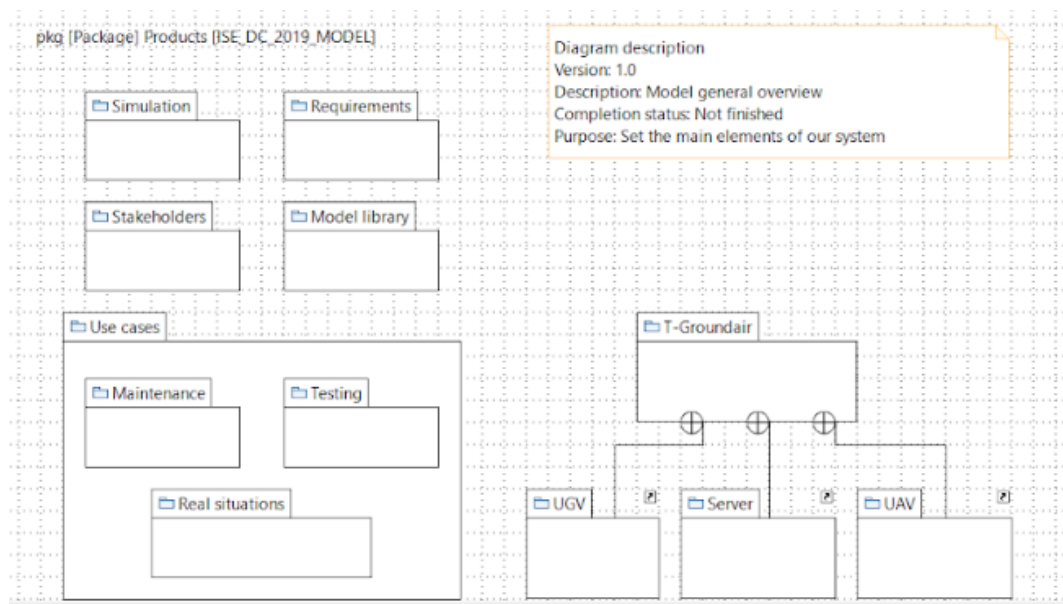 pkg [Package] Products [ISE_DC_2019_MODEL]
Diagram description
Version: 1.0
Description: Model general overview
Completion status: Not finished
Purpose: Set the main elements of our system
Simulation
Requirements
Stakeholders
Model library
Use cases
T-Groundair
Maintenance
Testing
Real situations
UGV
Server
UAV